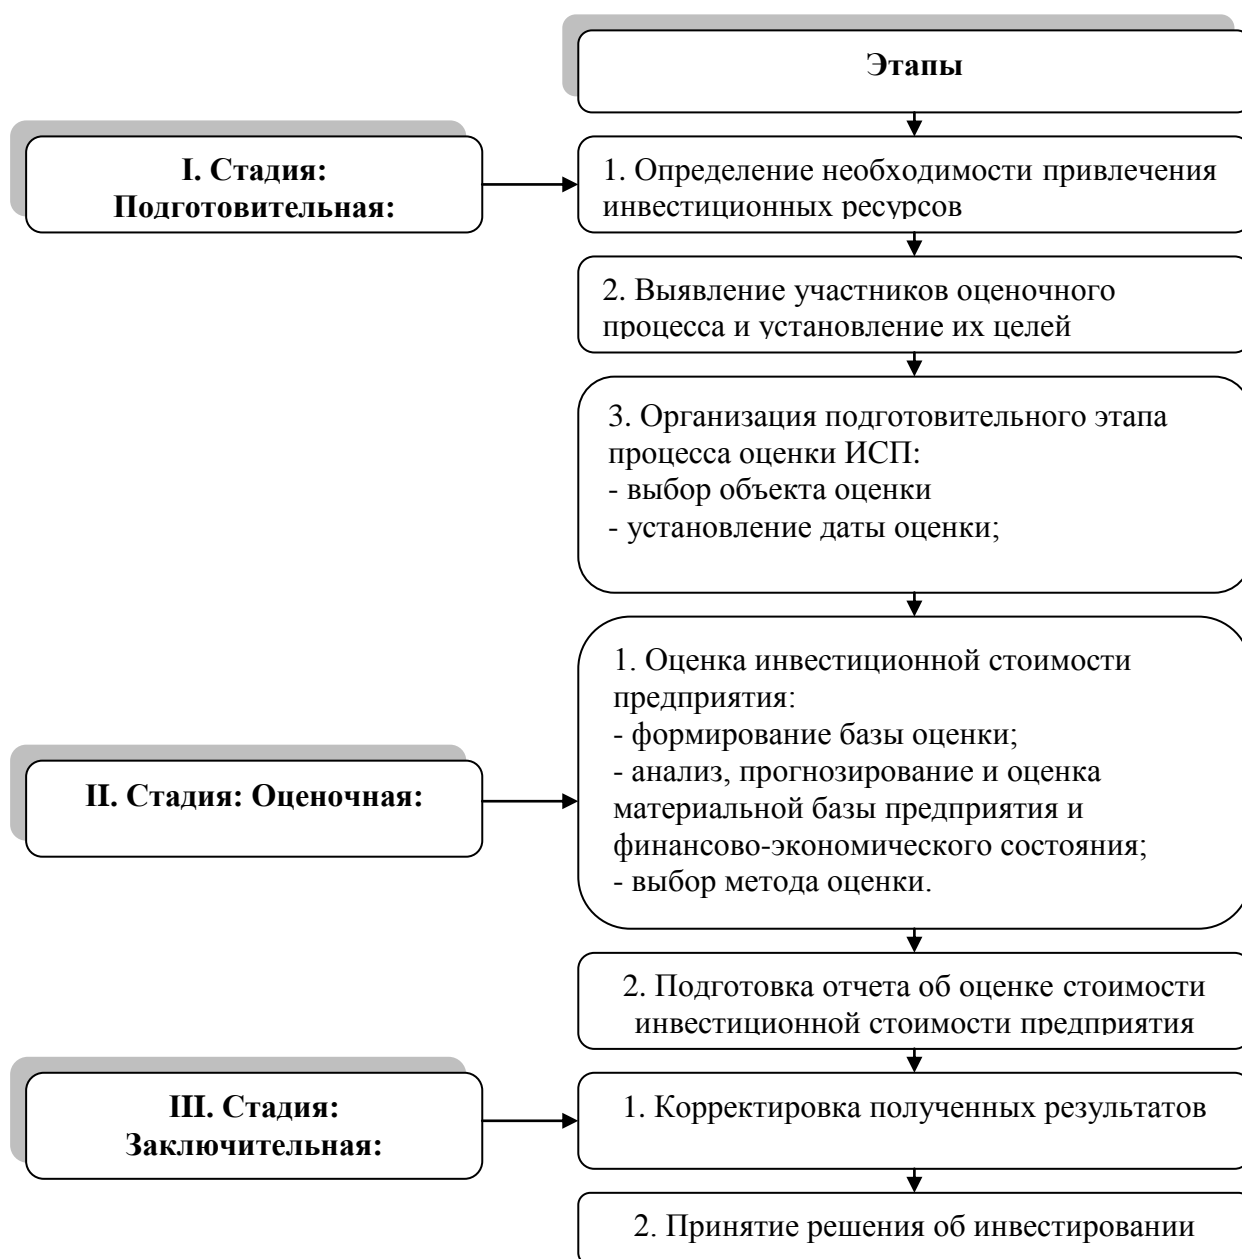 Этапы
I. Стадия:
Подготовительная:
1. Определение необходимости привлечения
инвестиционных ресурсов
2. Выявление участников оценочного
процесса и установление их целей
3. Организация подготовительного этапа
процесса оценки ИСП:
- выбор объекта оценки
- установление даты оценки;
II. Стадия: Оценочная:
1. Оценка инвестиционной стоимости
предприятия:
- формирование базы оценки;
- анализ, прогнозирование и оценка
материальной базы предприятия и
финансово-экономического состояния;
- выбор метода оценки.
2. Подготовка отчета об оценке стоимости
инвестиционной стоимости предприятия
III. Стадия:
Заключительная:
1. Корректировка полученных результатов
2. Принятие решения об инвестировании